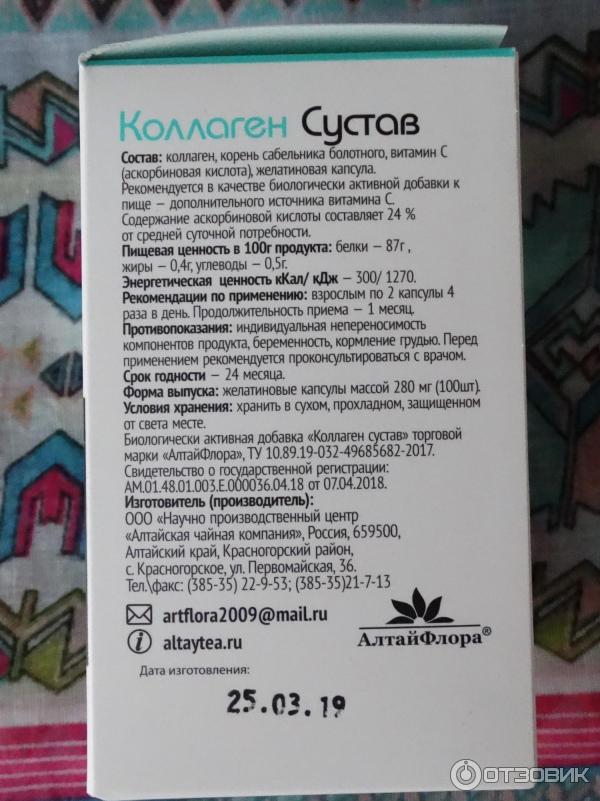 Коллаген Сустав
Состав: коллаген, корень сабельника болотного, витамин С
(аскорбиновая кислота), желатиновая капсула.
Рекомендуется в качестве биологически активной добавки к
пище – дополнительного источника витамина С.
Содержание аскорбиновой кислоты составляет 24 %
от средней суточной потребности.
Пищевая ценность в 100г продукта: белки – 87г ,
жиры – 0,4г, углеводы – 0,5г.
Энергетическая ценность кКал/ кДж – 300/ 1270.
Рекомендации по применению: взрослым по 2 капсулы 4
раза в день. Продолжительность приема – 1 месяц.
Противопоказания: индивидуальная непереносимость
компонентов продукта, беременность, кормление грудью. Перед
применением рекомендуется проконсультироваться с врачом.
Срок годности – 24 месяца.
Форма выпуска: желатиновые капсулы массой 280 мг (100шт).
Условия хранения: хранить в сухом, прохладном, защищенном
от света месте.
Биологически активная добавка «Коллаген сустав» торговой
марки «АлтайФлора», ТУ 10.89.19-032-49685682-2017.
Свидетельство о государственной регистрации:
АМ.01.48.01.003.Е.000036.04.18 от 07.04.2018.
Изготовитель (производитель):
ООО «Научно производственный центр
«Алтайская чайная компания», Россия, 659500,
Алтайский край, Красногорский район,
с. Красногорское, ул. Первомайская, 36.
Тел.\факс: (385-35) 22-9-53; (385-35)21-7-13
artflora2009@mail.ru
altaytea.ru
АлтайФлора®
Дата изготовления:
25.03.19
ОТЗОВИК